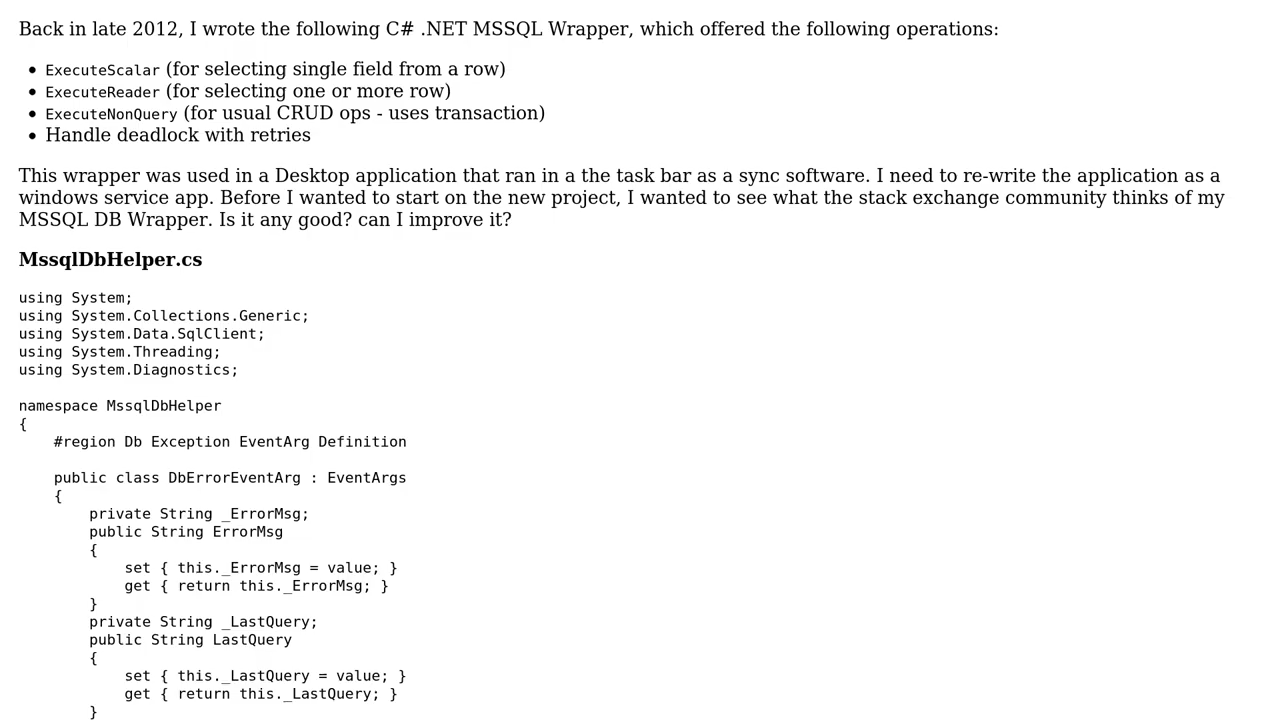 Back in late 2012, I wrote the following C# .NET MSSQL Wrapper, which offered the following operations:
• ExecuteScalar (for selecting single field from a row)
• ExecuteReader (for selecting one or more row)
• ExecuteNonQuery (for usual CRUD ops - uses transaction)
• Handle deadlock with retries
This wrapper was used in a Desktop application that ran in a the task bar as a sync software. I need to re-write the application as a
windows service app. Before I wanted to start on the new project, I wanted to see what the stack exchange community thinks of my
MSSQL DB Wrapper. Is it any good? can I improve it?
MssqlDbHelper.cs
using System;
using System.Collections.Generic;
using System.Data.SqlClient;
using System.Threading;
using System.Diagnostics;
namespace MssqlDbHelper
{
    #region Db Exception EventArg Definition
    public class DbErrorEventArg : EventArgs
    {
        private String _ErrorMsg;
        public String ErrorMsg
        {
            set { this._ErrorMsg = value; }
            get { return this._ErrorMsg; }
        }
        private String _LastQuery;
        public String LastQuery
        {
            set { this._LastQuery = value; }
            get { return this._LastQuery; }
        }